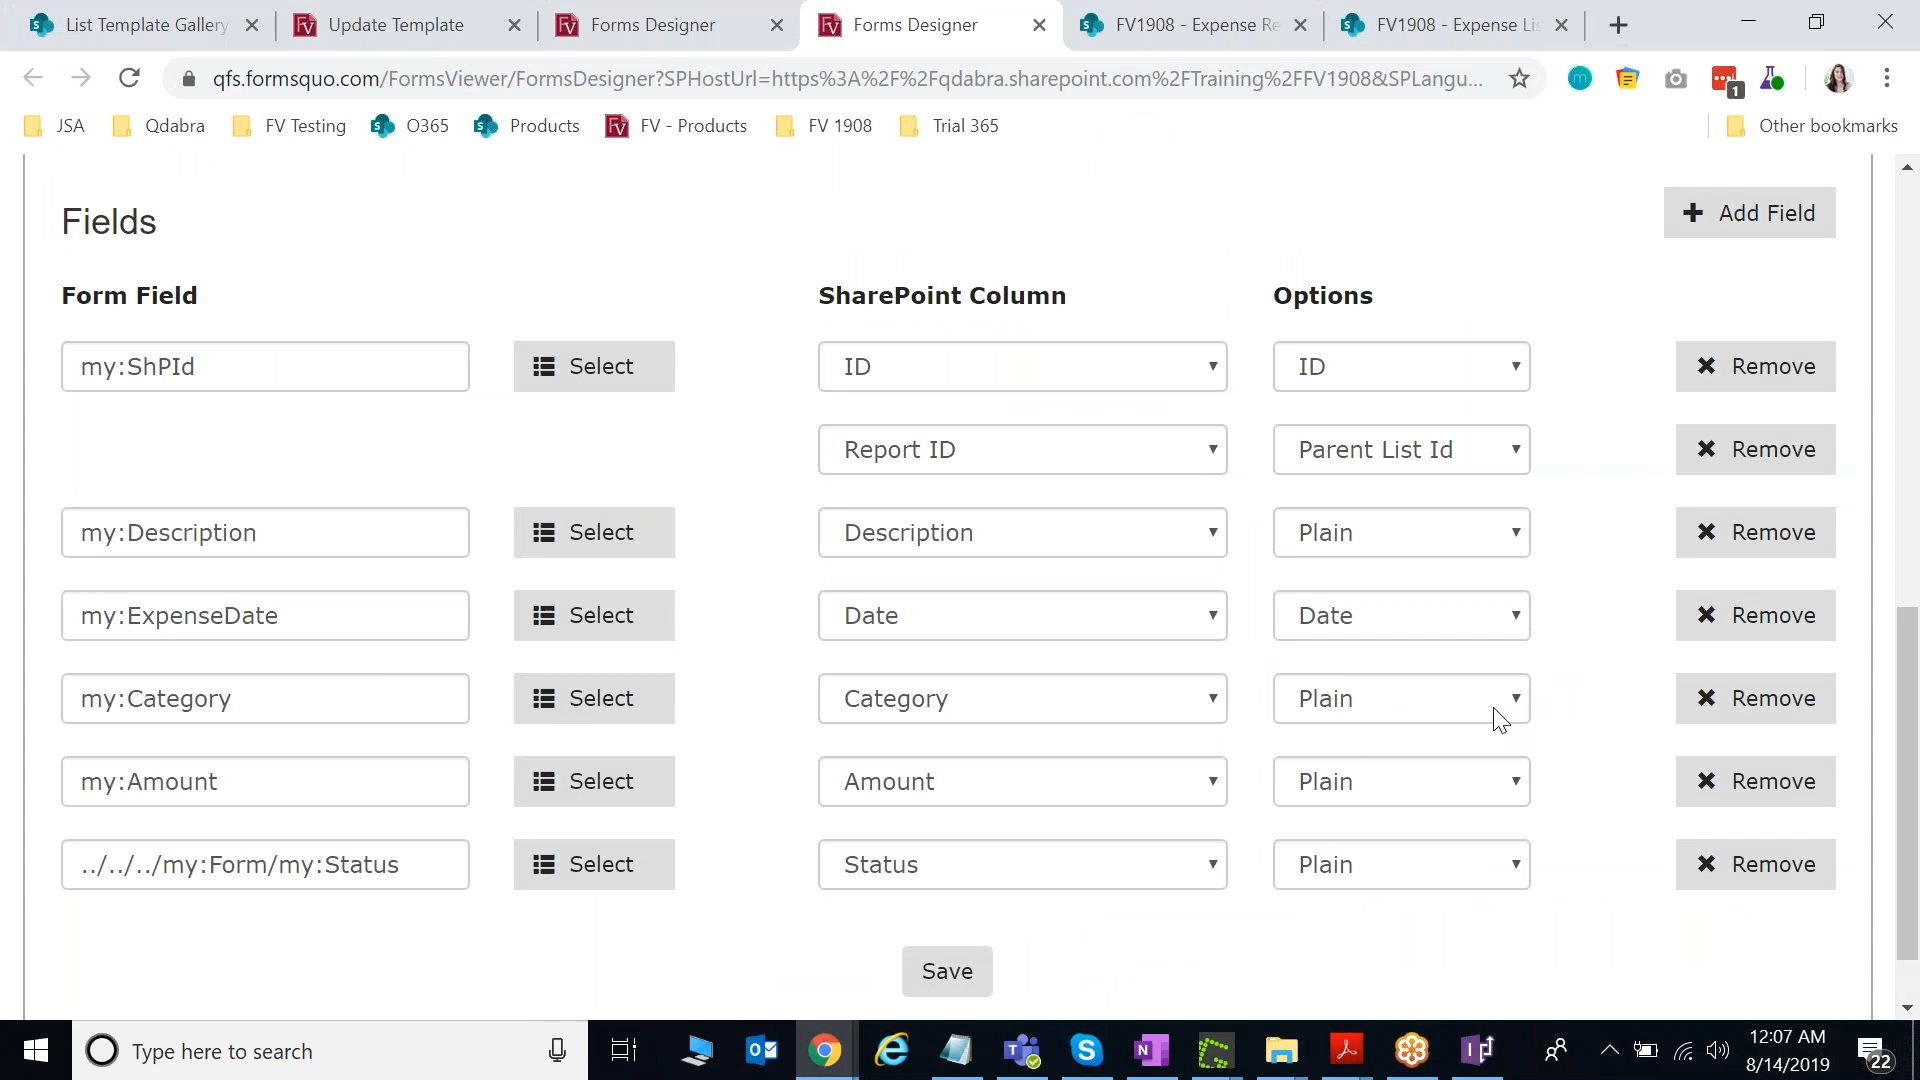 List Template Gallery
Update Template
Forms Designer
Forms Designer
FV1908 - Expense Re
FV1908 - Expense Lis
qfs.formsquo.com/FormsViewer/FormsDesigner?SPHostUrl=https%3A%2F%2Fqdabra.sharepoint.com%2FTraining%2FFV1908&SPLangu...
1
JSA
Qdabra
FV Testing
O365
Products
FV - Products
FV 1908
Trial 365
Other bookmarks
Fields
Add Field
Form Field
SharePoint Column
Options
my:ShPId
Select
ID
ID
Remove
Report ID
Parent List Id
Remove
my:Description
Select
Description
Plain
Remove
my:ExpenseDate
Select
Date
Date
Remove
my:Category
Select
Category
Plain
Remove
my:Amount
Select
Amount
Plain
Remove
../../../my:Form/my:Status
Select
Status
Plain
Remove
Save
Type here to search
12:07 AM
8/14/2019
22